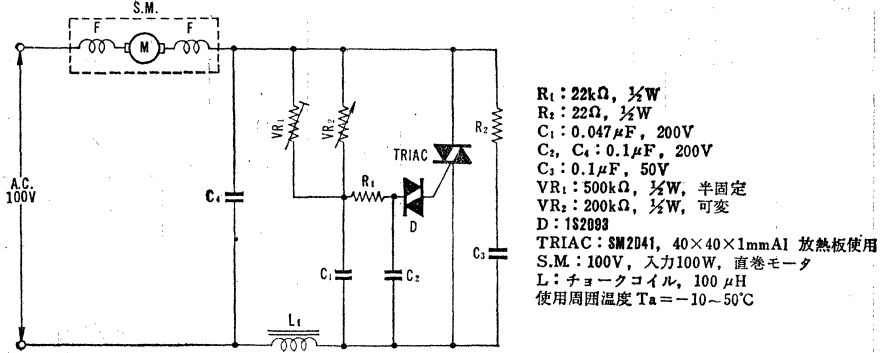 S.M.
F
M
F
A.C.
100V
C₄
VR₁
VR₂
R₁
TRIAC
D
R₂
C₁
C₂
C₃
L₁
R₁：22kΩ，½W
R₂：22Ω，½W
C₁：0.047μF，200V
C₂，C₄：0.1μF，200V
C₃：0.1μF，50V
VR₁：500kΩ，½W，半固定
VR₂：200kΩ，½W，可変
D：1S2093
TRIAC：SM2D41，40×40×1mmAl 放熱板使用
S.M.：100V，入力100W，直巻モータ
L：チョークコイル，100 μH
使用周囲温度 Ta＝−10～50℃